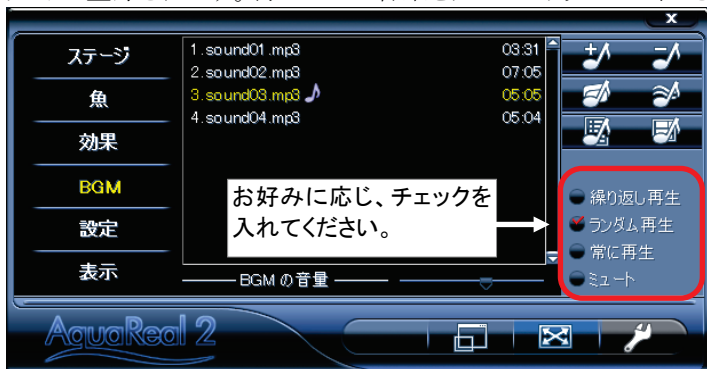 x
ステージ
魚
効果
BGM
設定
表示
1.sound01.mp3 03:31
2.sound02.mp3 07:05
3.sound03.mp3 05:05
4.sound04.mp3 05:04
お好みに応じ、チェックを
入れてください。
繰り返し再生
ランダム再生
常に再生
ミュート
BGMの音量
AquaReal 2